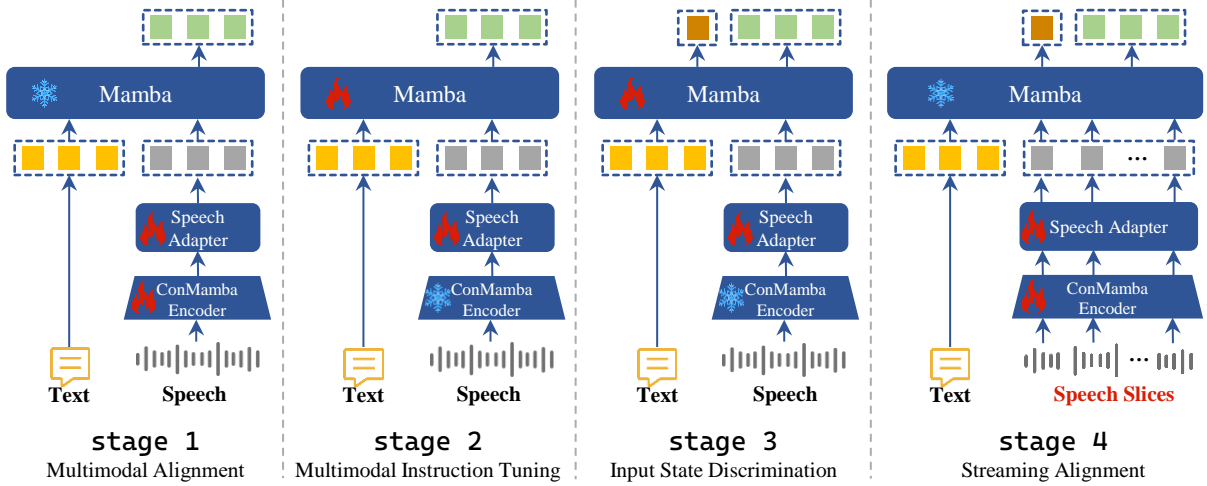 Mamba
Speech
Adapter
ConMamba
Encoder
Text
Speech
stage 1
Multimodal Alignment
Mamba
Speech
Adapter
ConMamba
Encoder
Text
Speech
stage 2
Multimodal Instruction Tuning
Mamba
Speech
Adapter
ConMamba
Encoder
Text
Speech
stage 3
Input State Discrimination
Mamba
...
Speech Adapter
ConMamba
Encoder
...
Text
Speech Slices
stage 4
Streaming Alignment